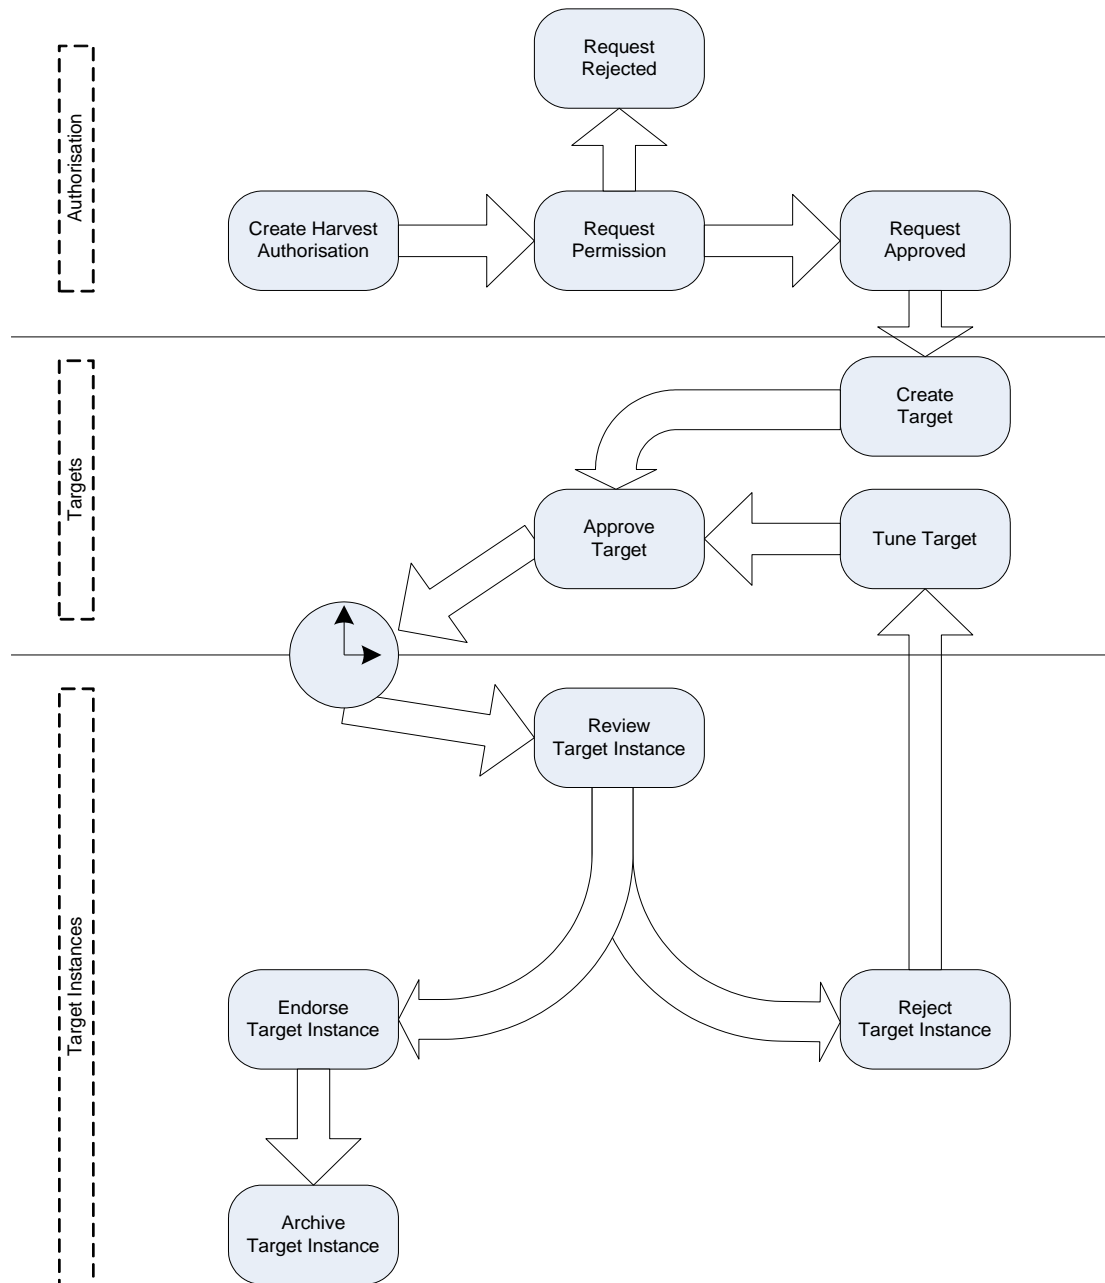 Authorisation
Request
Rejected
Create Harvest
Authorisation
Request
Permission
Request
Approved
Targets
Create
Target
Approve
Target
Tune Target
Target Instances
Review
Target Instance
Endorse
Target Instance
Reject
Target Instance
Archive
Target Instance